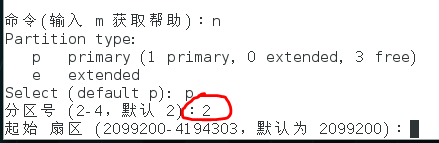 命令(输入 m 获取帮助)：n
Partition type:
   p   primary (1 primary, 0 extended, 3 free)
   e   extended
Select (default p): p
分区号 (2-4，默认 2)：2
起始 扇区 (2099200-4194303，默认为 2099200)：